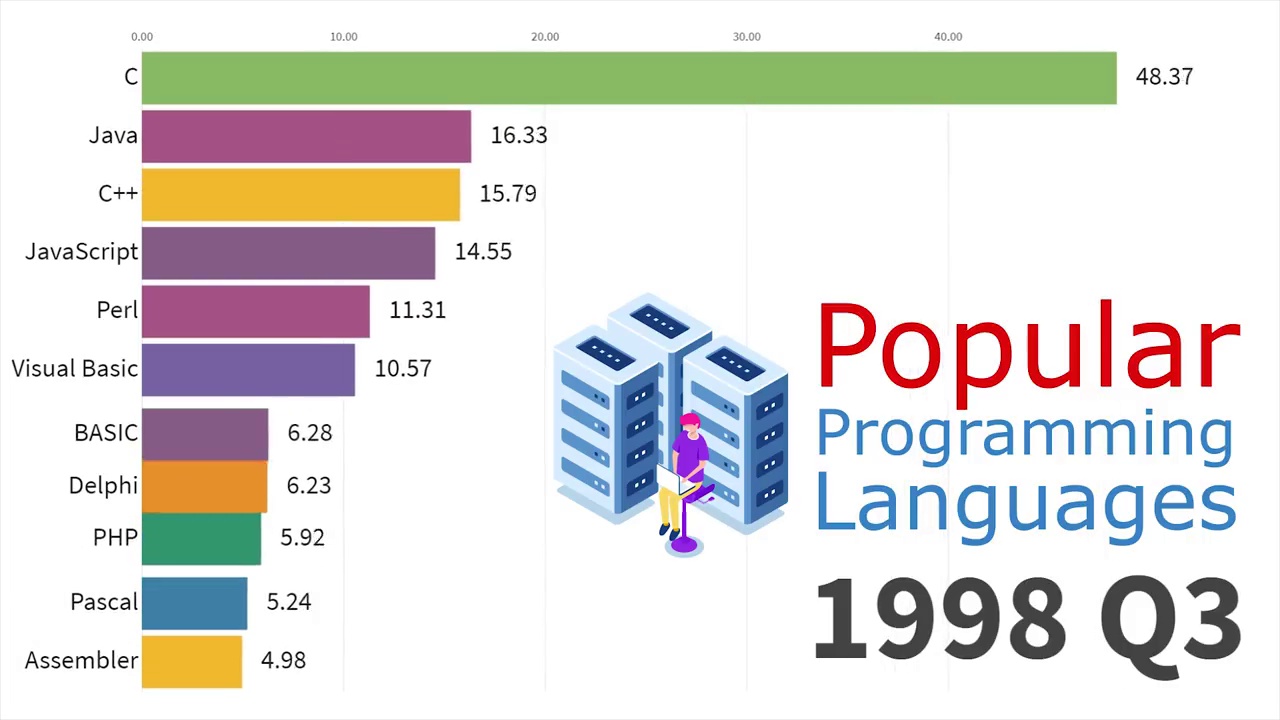 0.00 10.00 20.00 30.00 40.00
C 48.37
Java 16.33
C++ 15.79
JavaScript 14.55
Perl 11.31
Visual Basic 10.57
BASIC 6.28
Delphi 6.23
PHP 5.92
Pascal 5.24
Assembler 4.98
Popular
Programming
Languages
1998 Q3